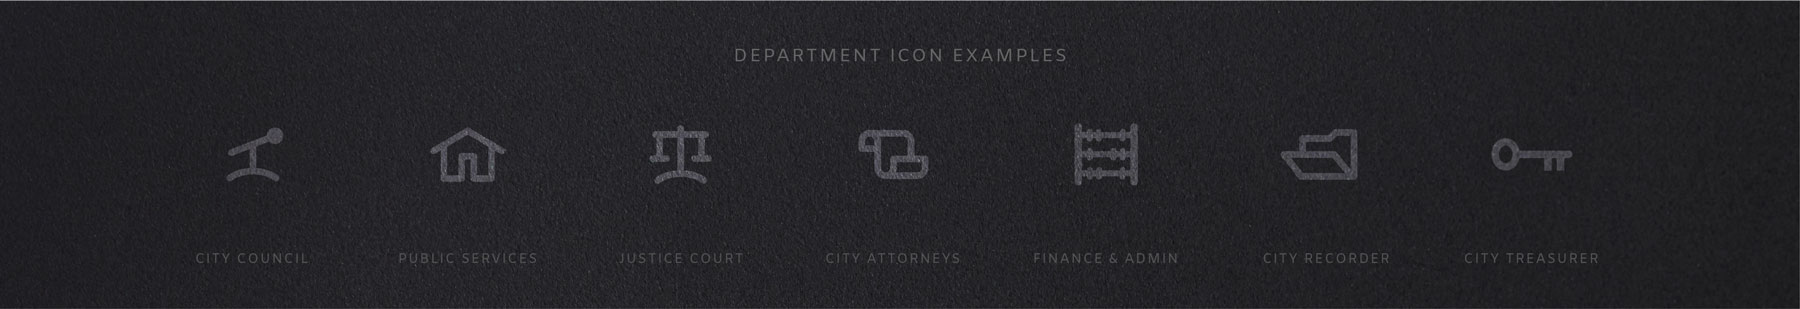 DEPARTMENT ICON EXAMPLES
CITY COUNCIL
PUBLIC SERVICES
JUSTICE COURT
CITY ATTORNEYS
FINANCE & ADMIN
CITY RECORDER
CITY TREASURER